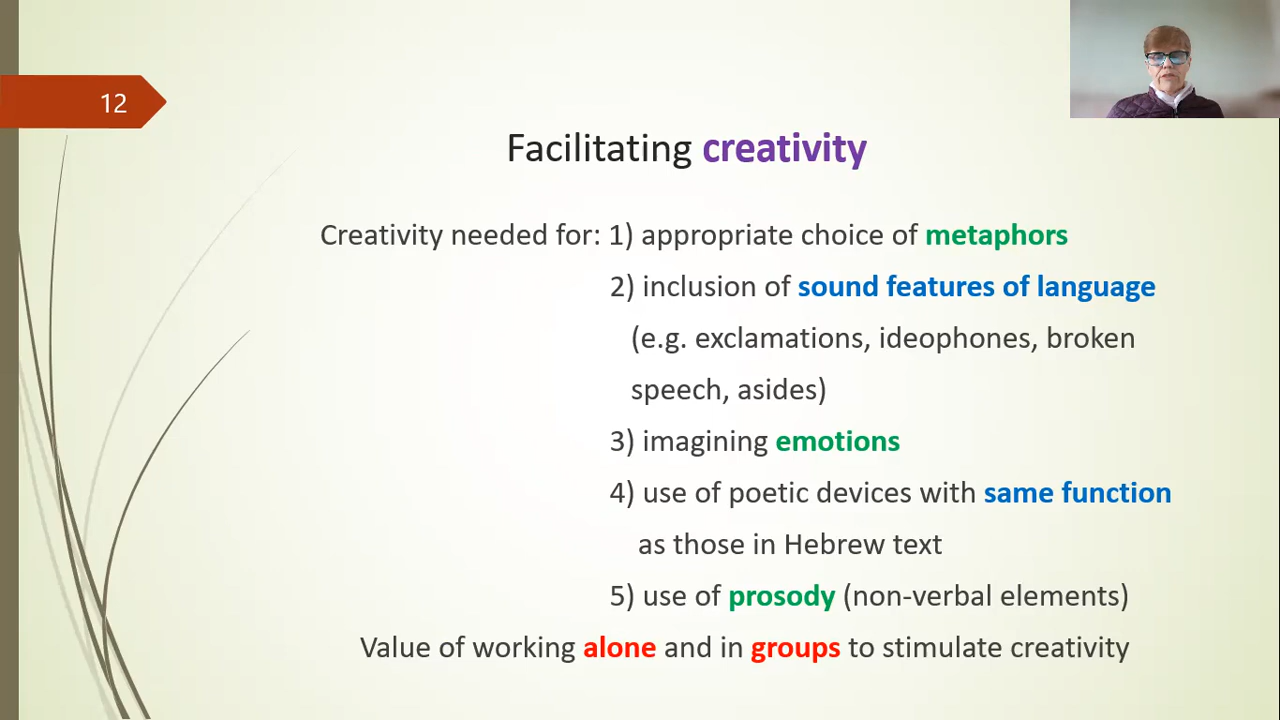 12
Facilitating creativity
Creativity needed for: 1) appropriate choice of metaphors
2) inclusion of sound features of language
(e.g. exclamations, ideophones, broken
speech, asides)
3) imagining emotions
4) use of poetic devices with same function
as those in Hebrew text
5) use of prosody (non-verbal elements)
Value of working alone and in groups to stimulate creativity